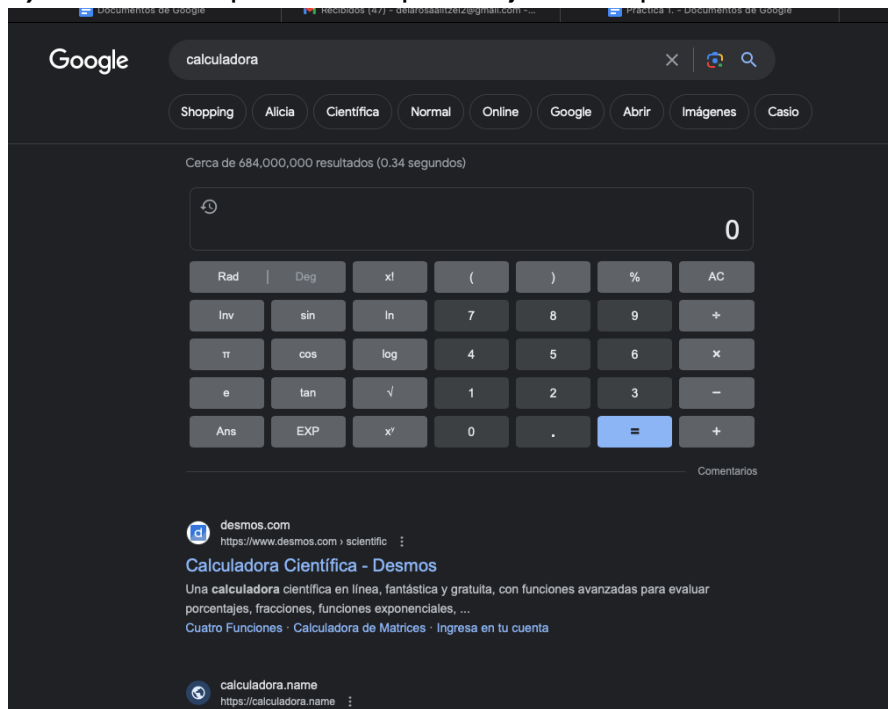 Documentos de Google Recibidos (47) - delarosaalitzel2@gmail.com -... Práctica 1. - Documentos de Google
Google calculadora
Shopping Alicia Científica Normal Online Google Abrir Imágenes Casio
Cerca de 684,000,000 resultados (0.34 segundos)
0
Rad | Deg x! ( ) % AC
Inv sin ln 7 8 9 ÷
π cos log 4 5 6 ×
e tan √ 1 2 3 −
Ans EXP xʸ 0 . = +
Comentarios
d desmos.com
https://www.desmos.com › scientific
Calculadora Científica - Desmos
Una calculadora científica en línea, fantástica y gratuita, con funciones avanzadas para evaluar
porcentajes, fracciones, funciones exponenciales, ...
Cuatro Funciones · Calculadora de Matrices · Ingresa en tu cuenta
calculadora.name
https://calculadora.name